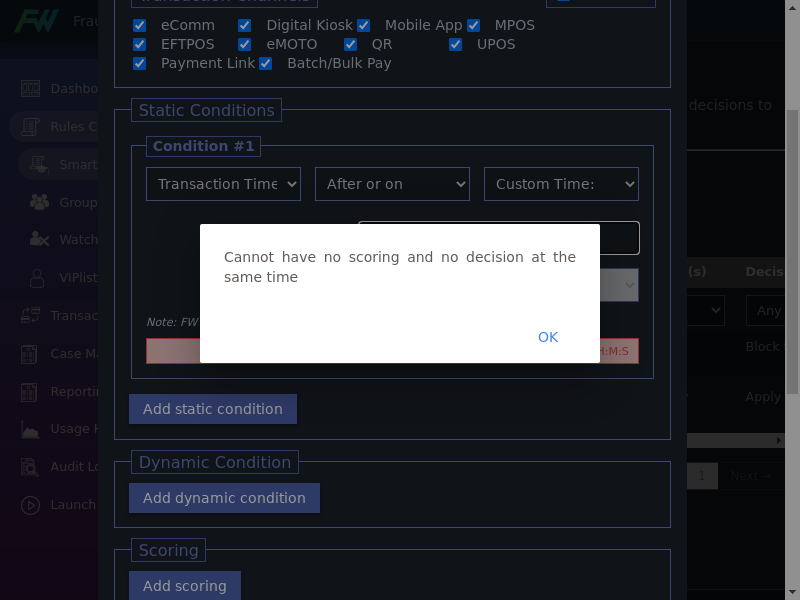 FW Frau
Transaction Channels
eComm Digital Kiosk Mobile App MPOS
EFTPOS eMOTO QR UPOS
Payment Link Batch/Bulk Pay
Dashbo
Rules C
Smart
Group
Watch
VIPlist
Transac
Case Ma
Reportin
Usage H
Audit Lo
Launch
decisions to
Static Conditions
Condition #1
Transaction Time
After or on
Custom Time:
Cannot have no scoring and no decision at the
same time
OK
Note: FW
H:M:S
Add static condition
Dynamic Condition
Add dynamic condition
Scoring
Add scoring
(s) Decis
Any
Block
Apply
1 Next →